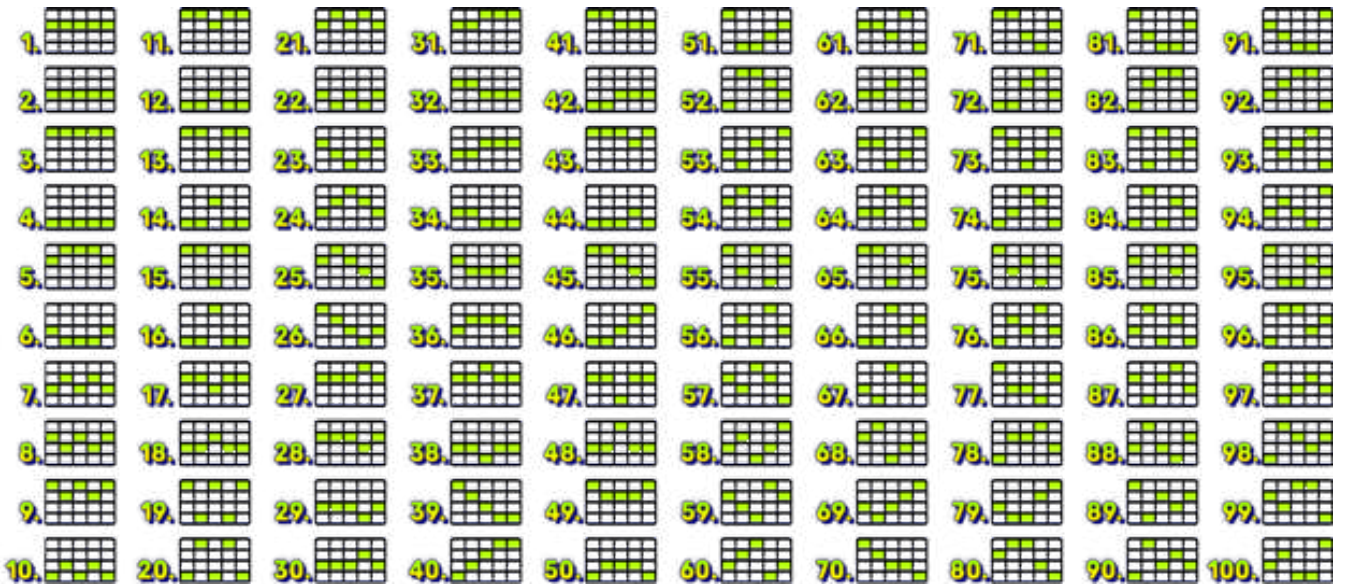 1. 11. 21. 31. 41. 51. 61. 71. 81. 91.
2. 12. 22. 32. 42. 52. 62. 72. 82. 92.
3. 13. 23. 33. 43. 53. 63. 73. 83. 93.
4. 14. 24. 34. 44. 54. 64. 74. 84. 94.
5. 15. 25. 35. 45. 55. 65. 75. 85. 95.
6. 16. 26. 36. 46. 56. 66. 76. 86. 96.
7. 17. 27. 37. 47. 57. 67. 77. 87. 97.
8. 18. 28. 38. 48. 58. 68. 78. 88. 98.
9. 19. 29. 39. 49. 59. 69. 79. 89. 99.
10. 20. 30. 40. 50. 60. 70. 80. 90. 100.